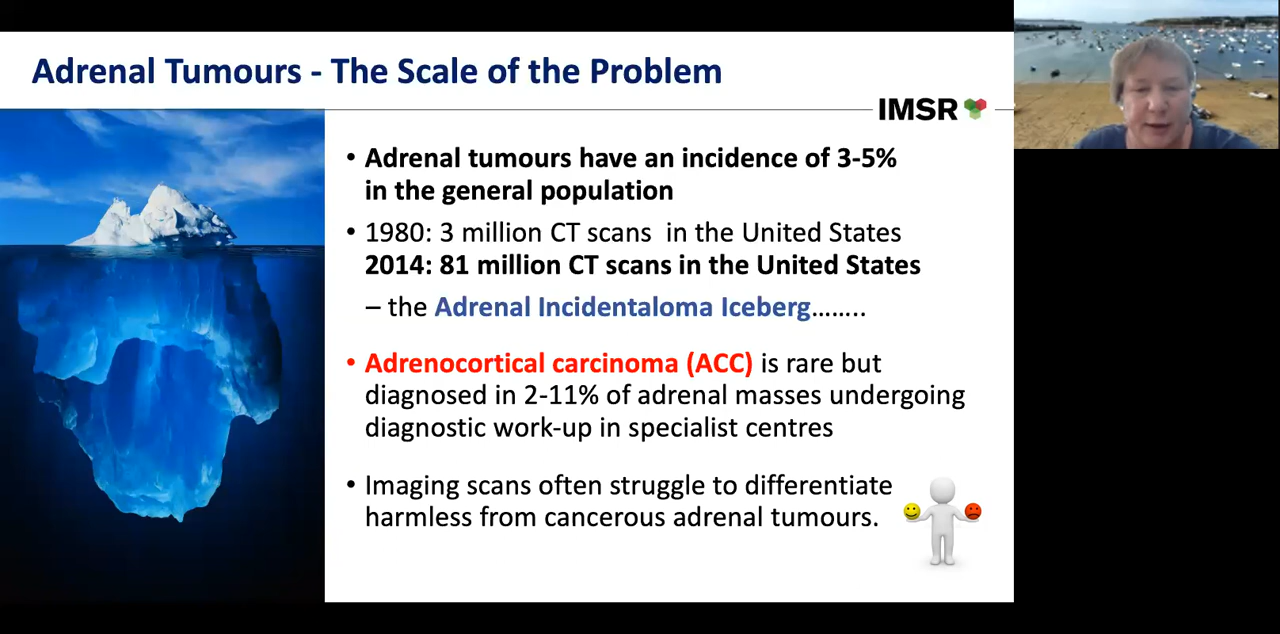 Adrenal Tumours - The Scale of the Problem
IMSR
• Adrenal tumours have an incidence of 3-5%
in the general population
• 1980: 3 million CT scans in the United States
2014: 81 million CT scans in the United States
– the Adrenal Incidentaloma Iceberg........
• Adrenocortical carcinoma (ACC) is rare but
diagnosed in 2-11% of adrenal masses undergoing
diagnostic work-up in specialist centres
• Imaging scans often struggle to differentiate
harmless from cancerous adrenal tumours.